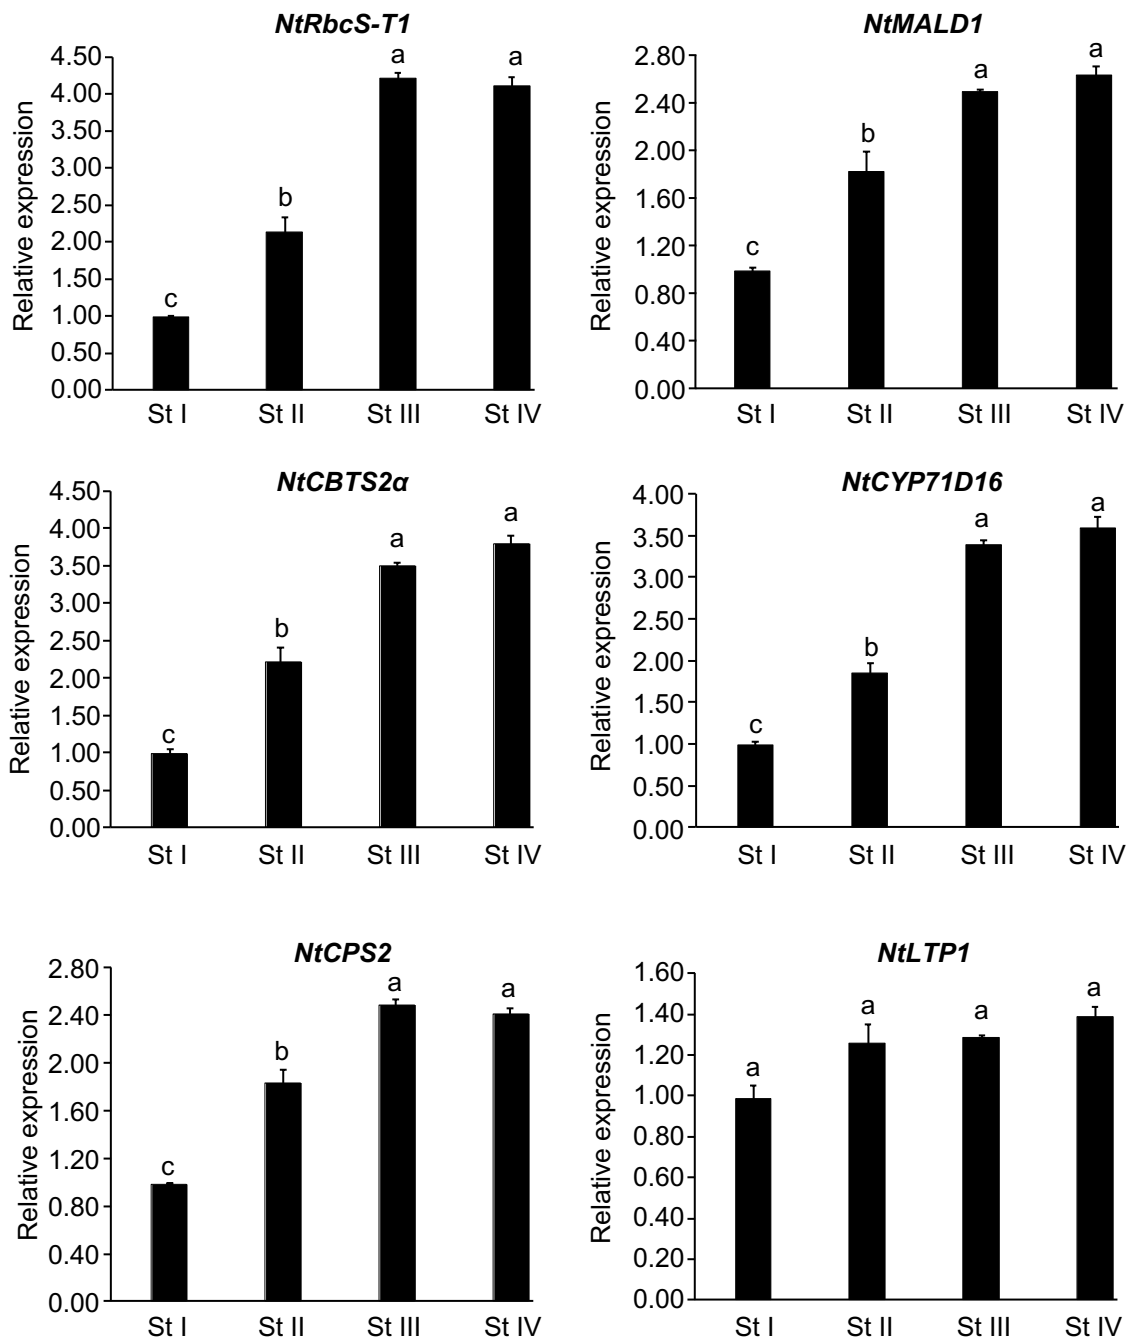 NtRbcS-T1
Relative expression
4.50
4.00
3.50
3.00
2.50
2.00
1.50
1.00
0.50
0.00
c
b
a
a
St I
St II
St III
St IV
NtMALD1
Relative expression
2.80
2.40
2.00
1.60
1.20
0.80
0.40
0.00
c
b
a
a
St I
St II
St III
St IV
NtCBTS2α
Relative expression
4.50
4.00
3.50
3.00
2.50
2.00
1.50
1.00
0.50
0.00
c
b
a
a
St I
St II
St III
St IV
NtCYP71D16
Relative expression
4.00
3.50
3.00
2.50
2.00
1.50
1.00
0.50
0.00
c
b
a
a
St I
St II
St III
St IV
NtCPS2
Relative expression
2.80
2.40
2.00
1.60
1.20
0.80
0.40
0.00
c
b
a
a
St I
St II
St III
St IV
NtLTP1
Relative expression
1.60
1.40
1.20
1.00
0.80
0.60
0.40
0.20
0.00
a
a
a
a
St I
St II
St III
St IV